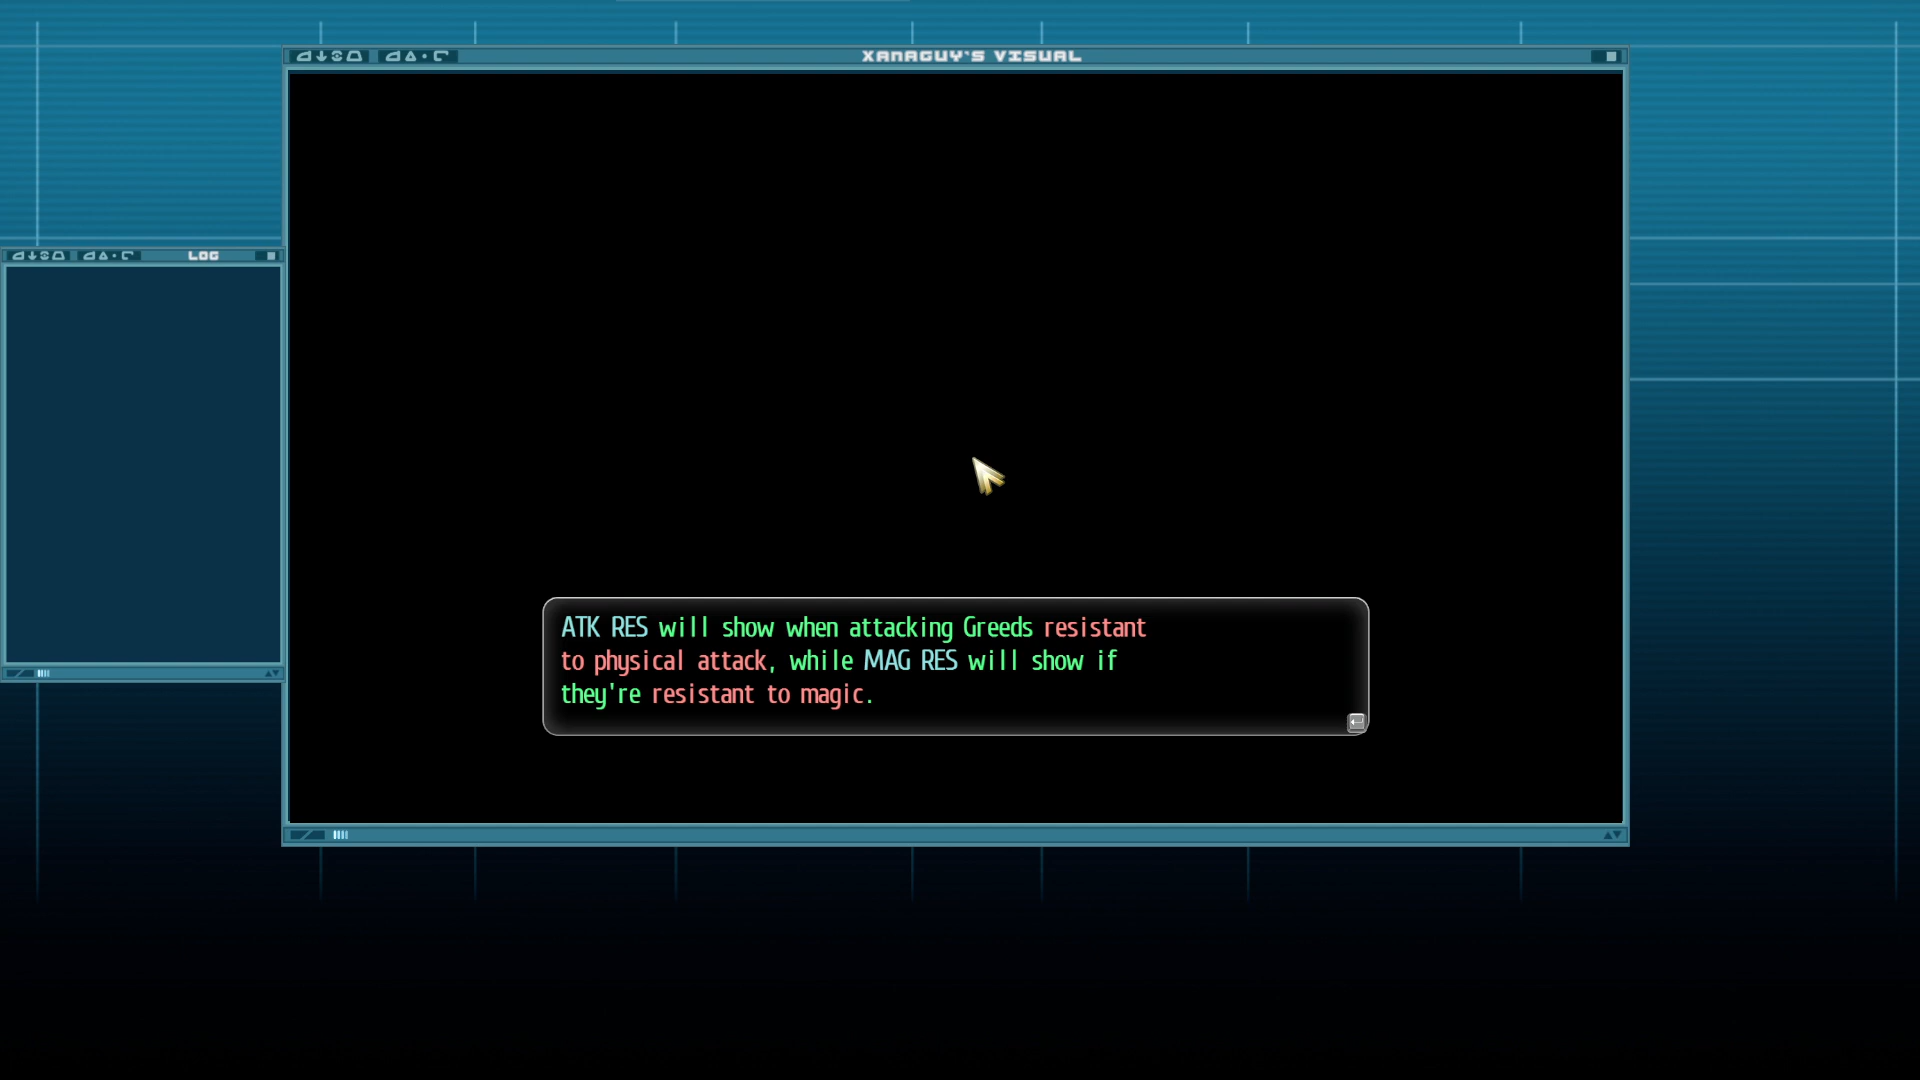 XANAGUY'S VISUAL
LOG
ATK RES will show when attacking Greeds resistant
to physical attack, while MAG RES will show if
they're resistant to magic.